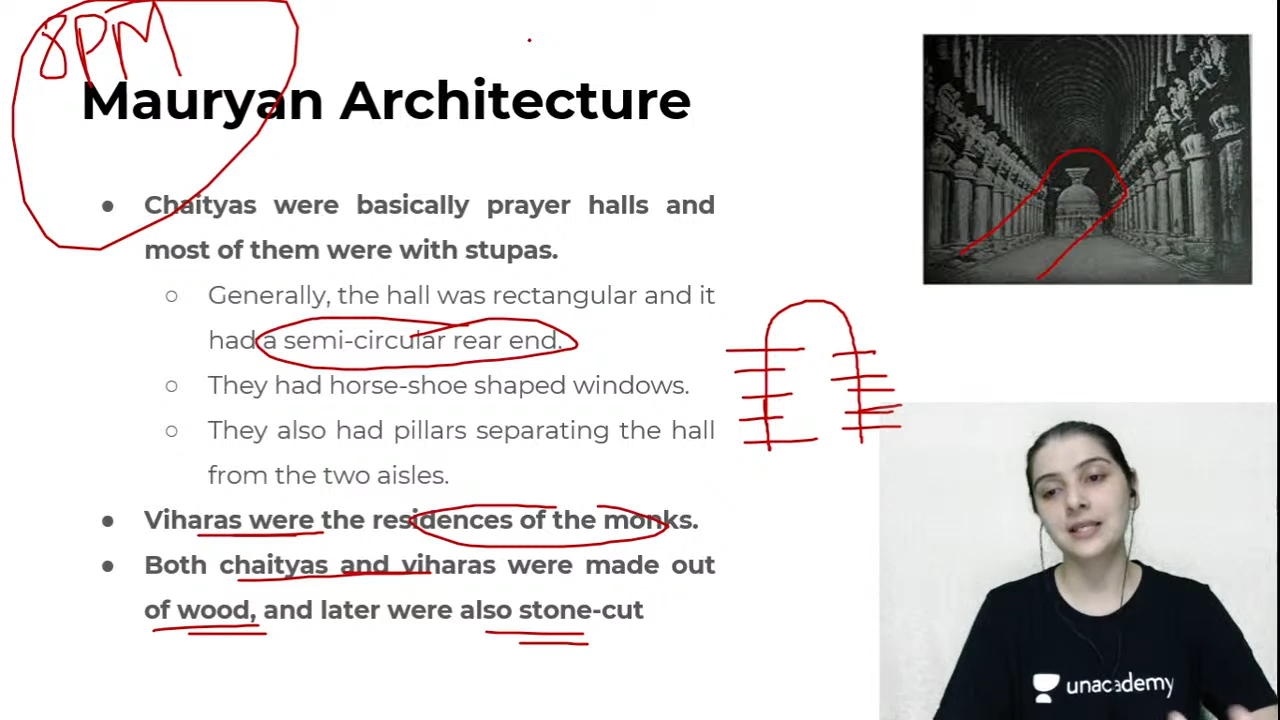 8PM
Mauryan Architecture
● Chaityas were basically prayer halls and
most of them were with stupas.
○ Generally, the hall was rectangular and it
had a semi-circular rear end.
○ They had horse-shoe shaped windows.
○ They also had pillars separating the hall
from the two aisles.
● Viharas were the residences of the monks.
● Both chaityas and viharas were made out
of wood, and later were also stone-cut
unacademy